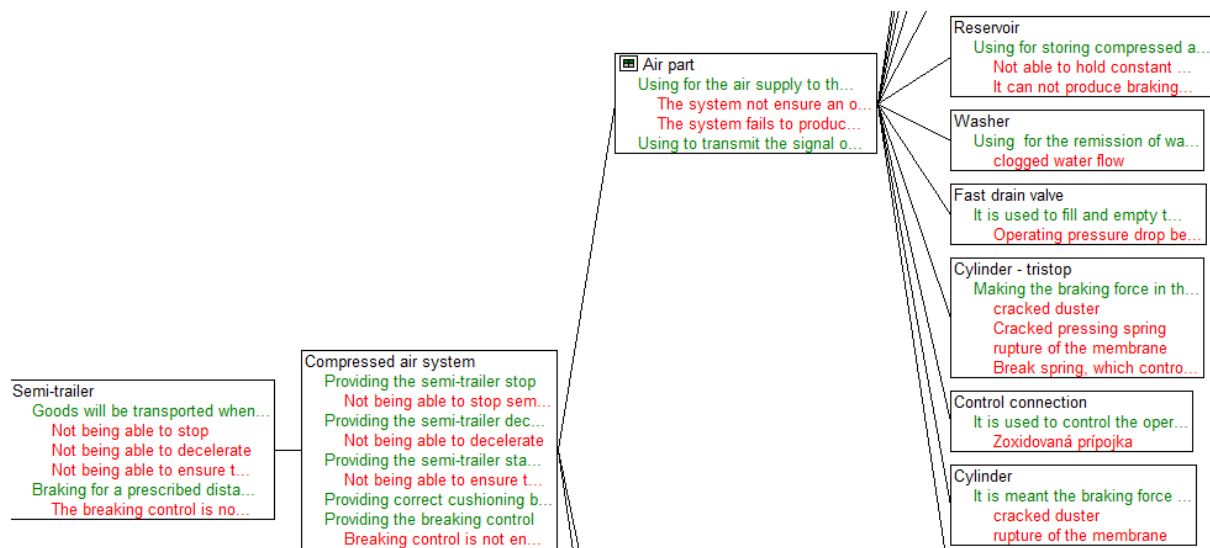 Semi-trailer
Goods will be transported when...
Not being able to stop
Not being able to decelerate
Not being able to ensure t...
Braking for a prescribed dista...
The breaking control is no...
Compressed air system
Providing the semi-trailer stop
Not being able to stop sem...
Providing the semi-trailer dec...
Not being able to decelerate
Providing the semi-trailer sta...
Not being able to ensure t...
Providing correct cushioning b...
Providing the breaking control
Breaking control is not en...
Air part
Using for the air supply to th...
The system not ensure an o...
The system fails to produc...
Using to transmit the signal o...
Reservoir
Using for storing compressed a...
Not able to hold constant ...
It can not produce braking...
Washer
Using  for the remission of wa...
clogged water flow
Fast drain valve
It is used to fill and empty t...
Operating pressure drop be...
Cylinder - tristop
Making the braking force in th...
cracked duster
Cracked pressing spring
rupture of the membrane
Break spring, which contro...
Control connection
It is used to control the oper...
Zoxidovaná prípojka
Cylinder
It is meant the braking force ...
cracked duster
rupture of the membrane